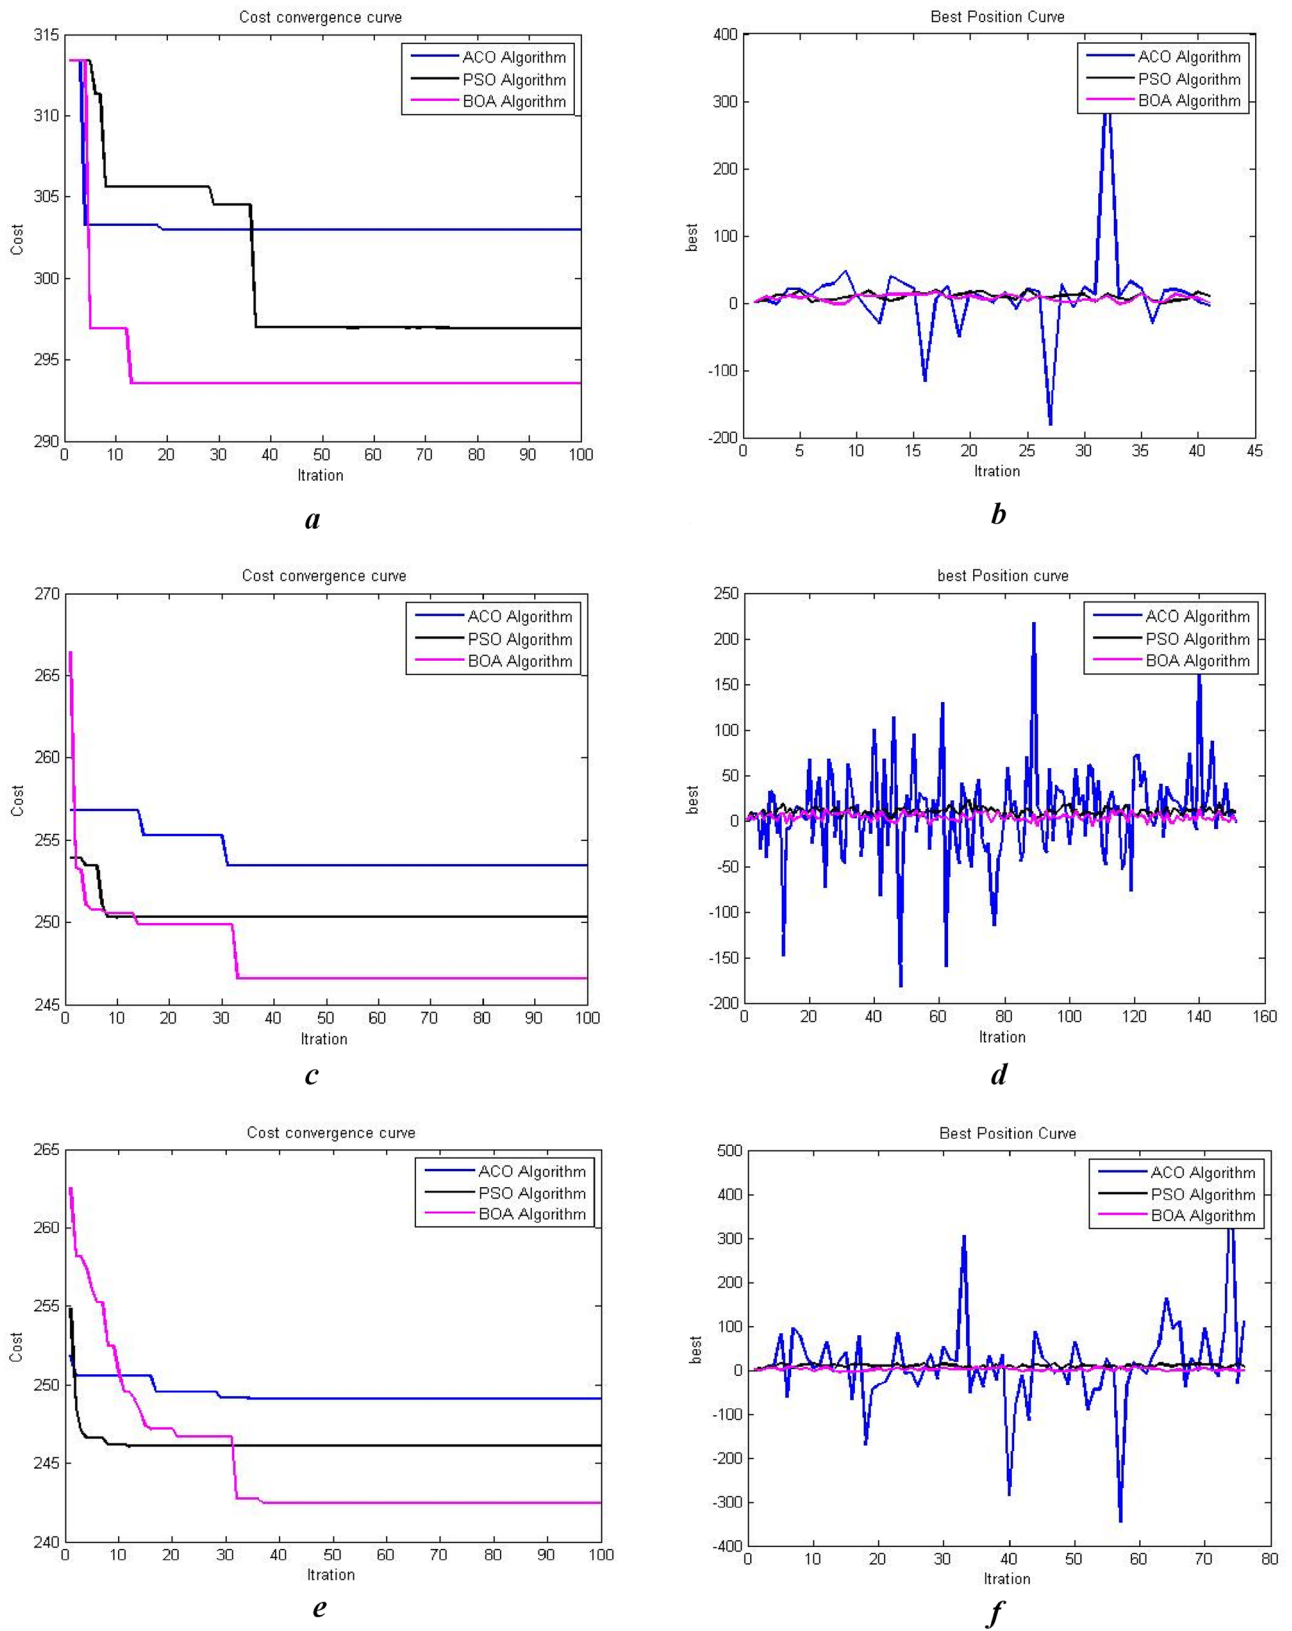 Cost convergence curve
315
310
305
300
295
290
Cost
0 10 20 30 40 50 60 70 80 90 100
Itration
ACO Algorithm
PSO Algorithm
BOA Algorithm
a
Best Position Curve
400
300
200
100
0
-100
-200
best
0 5 10 15 20 25 30 35 40 45
Itration
ACO Algorithm
PSO Algorithm
BOA Algorithm
b
Cost convergence curve
270
265
260
255
250
245
Cost
0 10 20 30 40 50 60 70 80 90 100
Itration
ACO Algorithm
PSO Algorithm
BOA Algorithm
c
best Position curve
250
200
150
100
50
0
-50
-100
-150
-200
best
0 20 40 60 80 100 120 140 160
Itration
ACO Algorithm
PSO Algorithm
BOA Algorithm
d
Cost convergence curve
265
260
255
250
245
240
Cost
0 10 20 30 40 50 60 70 80 90 100
Itration
ACO Algorithm
PSO Algorithm
BOA Algorithm
e
Best Position Curve
500
400
300
200
100
0
-100
-200
-300
-400
best
0 10 20 30 40 50 60 70 80
Itration
ACO Algorithm
PSO Algorithm
BOA Algorithm
f